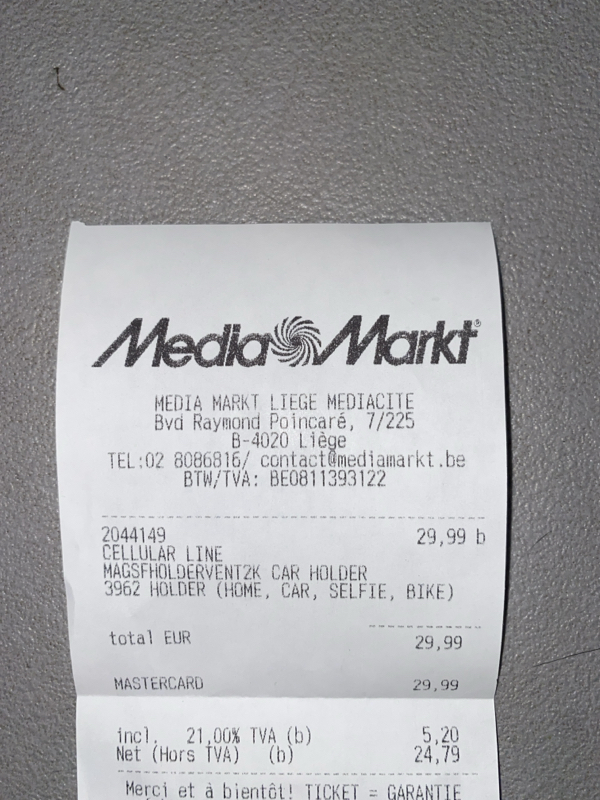 Media Markt®
MEDIA MARKT LIEGE MEDIACITE
Bvd Raymond Poincaré, 7/225
B-4020 Liège
TEL:02 8086816/ contact@mediamarkt.be
BTW/TVA: BE0811393122
2044149 29,99 b
CELLULAR LINE
MAGSFHOLDERVENT2K CAR HOLDER
3962 HOLDER (HOME, CAR, SELFIE, BIKE)
total EUR 29,99
MASTERCARD 29,99
incl. 21,00% TVA (b) 5,20
Net (Hors TVA) (b) 24,79
Merci et à bientôt! TICKET = GARANTIE